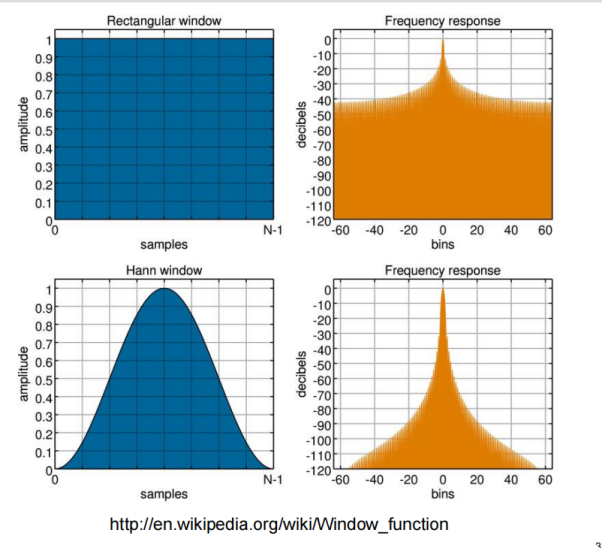 Rectangular window
1
0.9
0.8
0.7
0.6
0.5
0.4
0.3
0.2
0.1
0
amplitude
0 N-1
samples
Frequency response
0
-10
-20
-30
-40
-50
-60
-70
-80
-90
-100
-110
-120
decibels
-60 -40 -20 0 20 40 60
bins
Hann window
1
0.9
0.8
0.7
0.6
0.5
0.4
0.3
0.2
0.1
0
amplitude
0 N-1
samples
Frequency response
0
-10
-20
-30
-40
-50
-60
-70
-80
-90
-100
-110
-120
decibels
-60 -40 -20 0 20 40 60
bins
http://en.wikipedia.org/wiki/Window_function